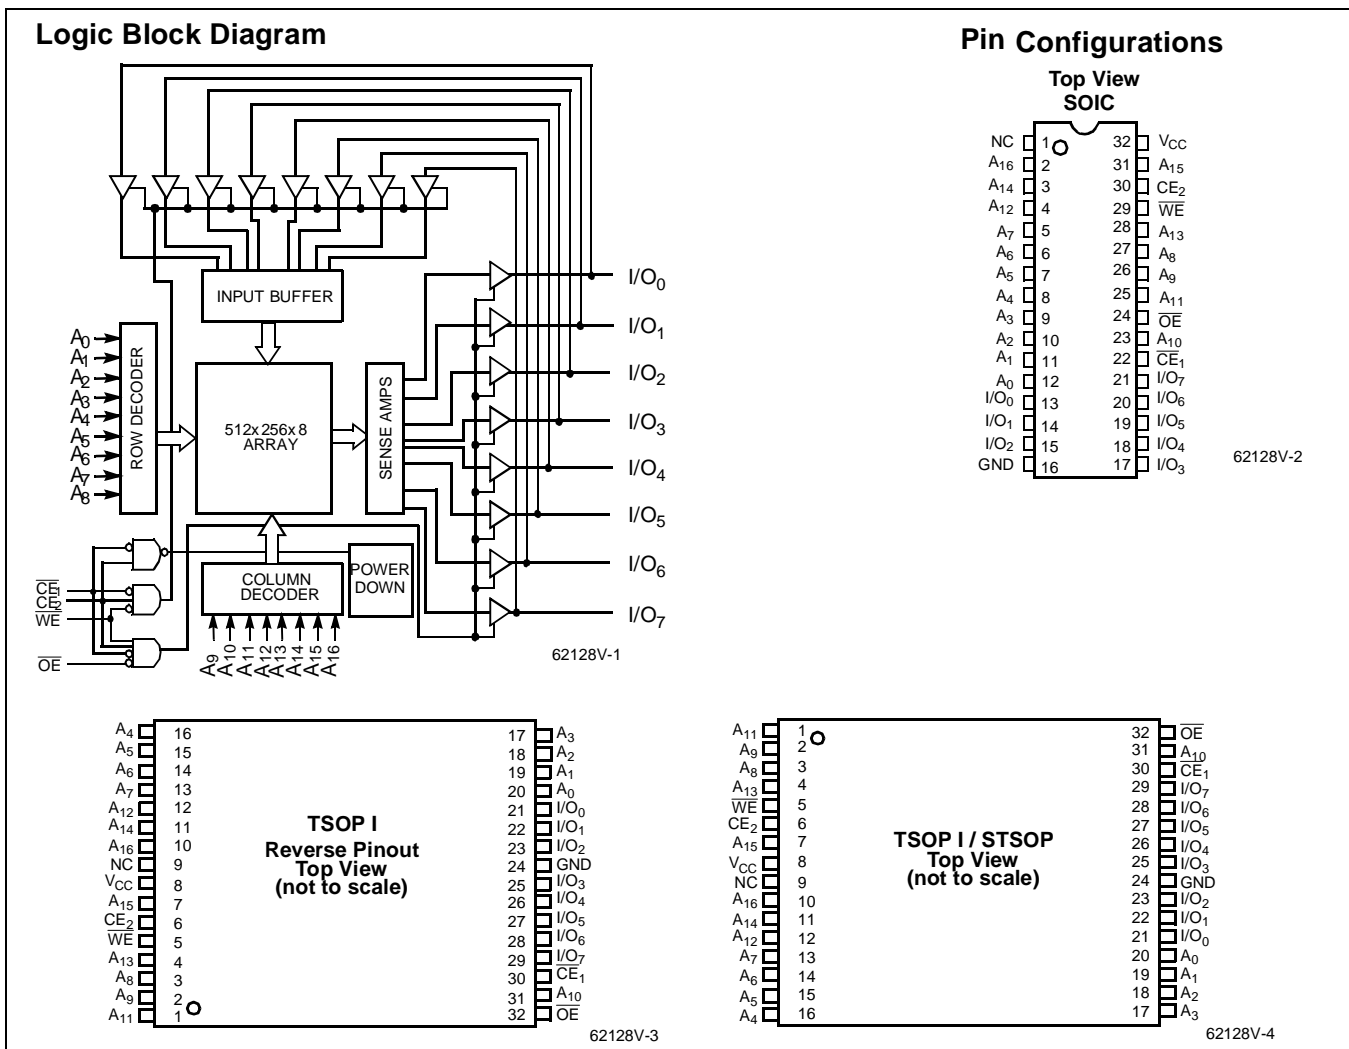 Logic Block Diagram
INPUT BUFFER
A0
A1
A2
A3
A4
A5
A6
A7
A8
ROW DECODER
512x256x8
ARRAY
SENSE AMPS
I/O0
I/O1
I/O2
I/O3
I/O4
I/O5
I/O6
I/O7
CE1
CE2
WE
OE
COLUMN
DECODER
POWER
DOWN
A9
A10
A11
A12
A13
A14
A15
A16
62128V-1
Pin Configurations
Top View
SOIC
NC 1 32 VCC
A16 2 31 A15
A14 3 30 CE2
A12 4 29 WE
A7 5 28 A13
A6 6 27 A8
A5 7 26 A9
A4 8 25 A11
A3 9 24 OE
A2 10 23 A10
A1 11 22 CE1
A0 12 21 I/O7
I/O0 13 20 I/O6
I/O1 14 19 I/O5
I/O2 15 18 I/O4
GND 16 17 I/O3
62128V-2
A4 16 17 A3
A5 15 18 A2
A6 14 19 A1
A7 13 20 A0
A12 12 21 I/O0
A14 11 22 I/O1
A16 10 23 I/O2
NC 9 24 GND
VCC 8 25 I/O3
A15 7 26 I/O4
CE2 6 27 I/O5
WE 5 28 I/O6
A13 4 29 I/O7
A8 3 30 CE1
A9 2 31 A10
A11 1 32 OE
TSOP I
Reverse Pinout
Top View
(not to scale)
62128V-3
A11 1 32 OE
A9 2 31 A10
A8 3 30 CE1
A13 4 29 I/O7
WE 5 28 I/O6
CE2 6 27 I/O5
A15 7 26 I/O4
VCC 8 25 I/O3
NC 9 24 GND
A16 10 23 I/O2
A14 11 22 I/O1
A12 12 21 I/O0
A7 13 20 A0
A6 14 19 A1
A5 15 18 A2
A4 16 17 A3
TSOP I / STSOP
Top View
(not to scale)
62128V-4